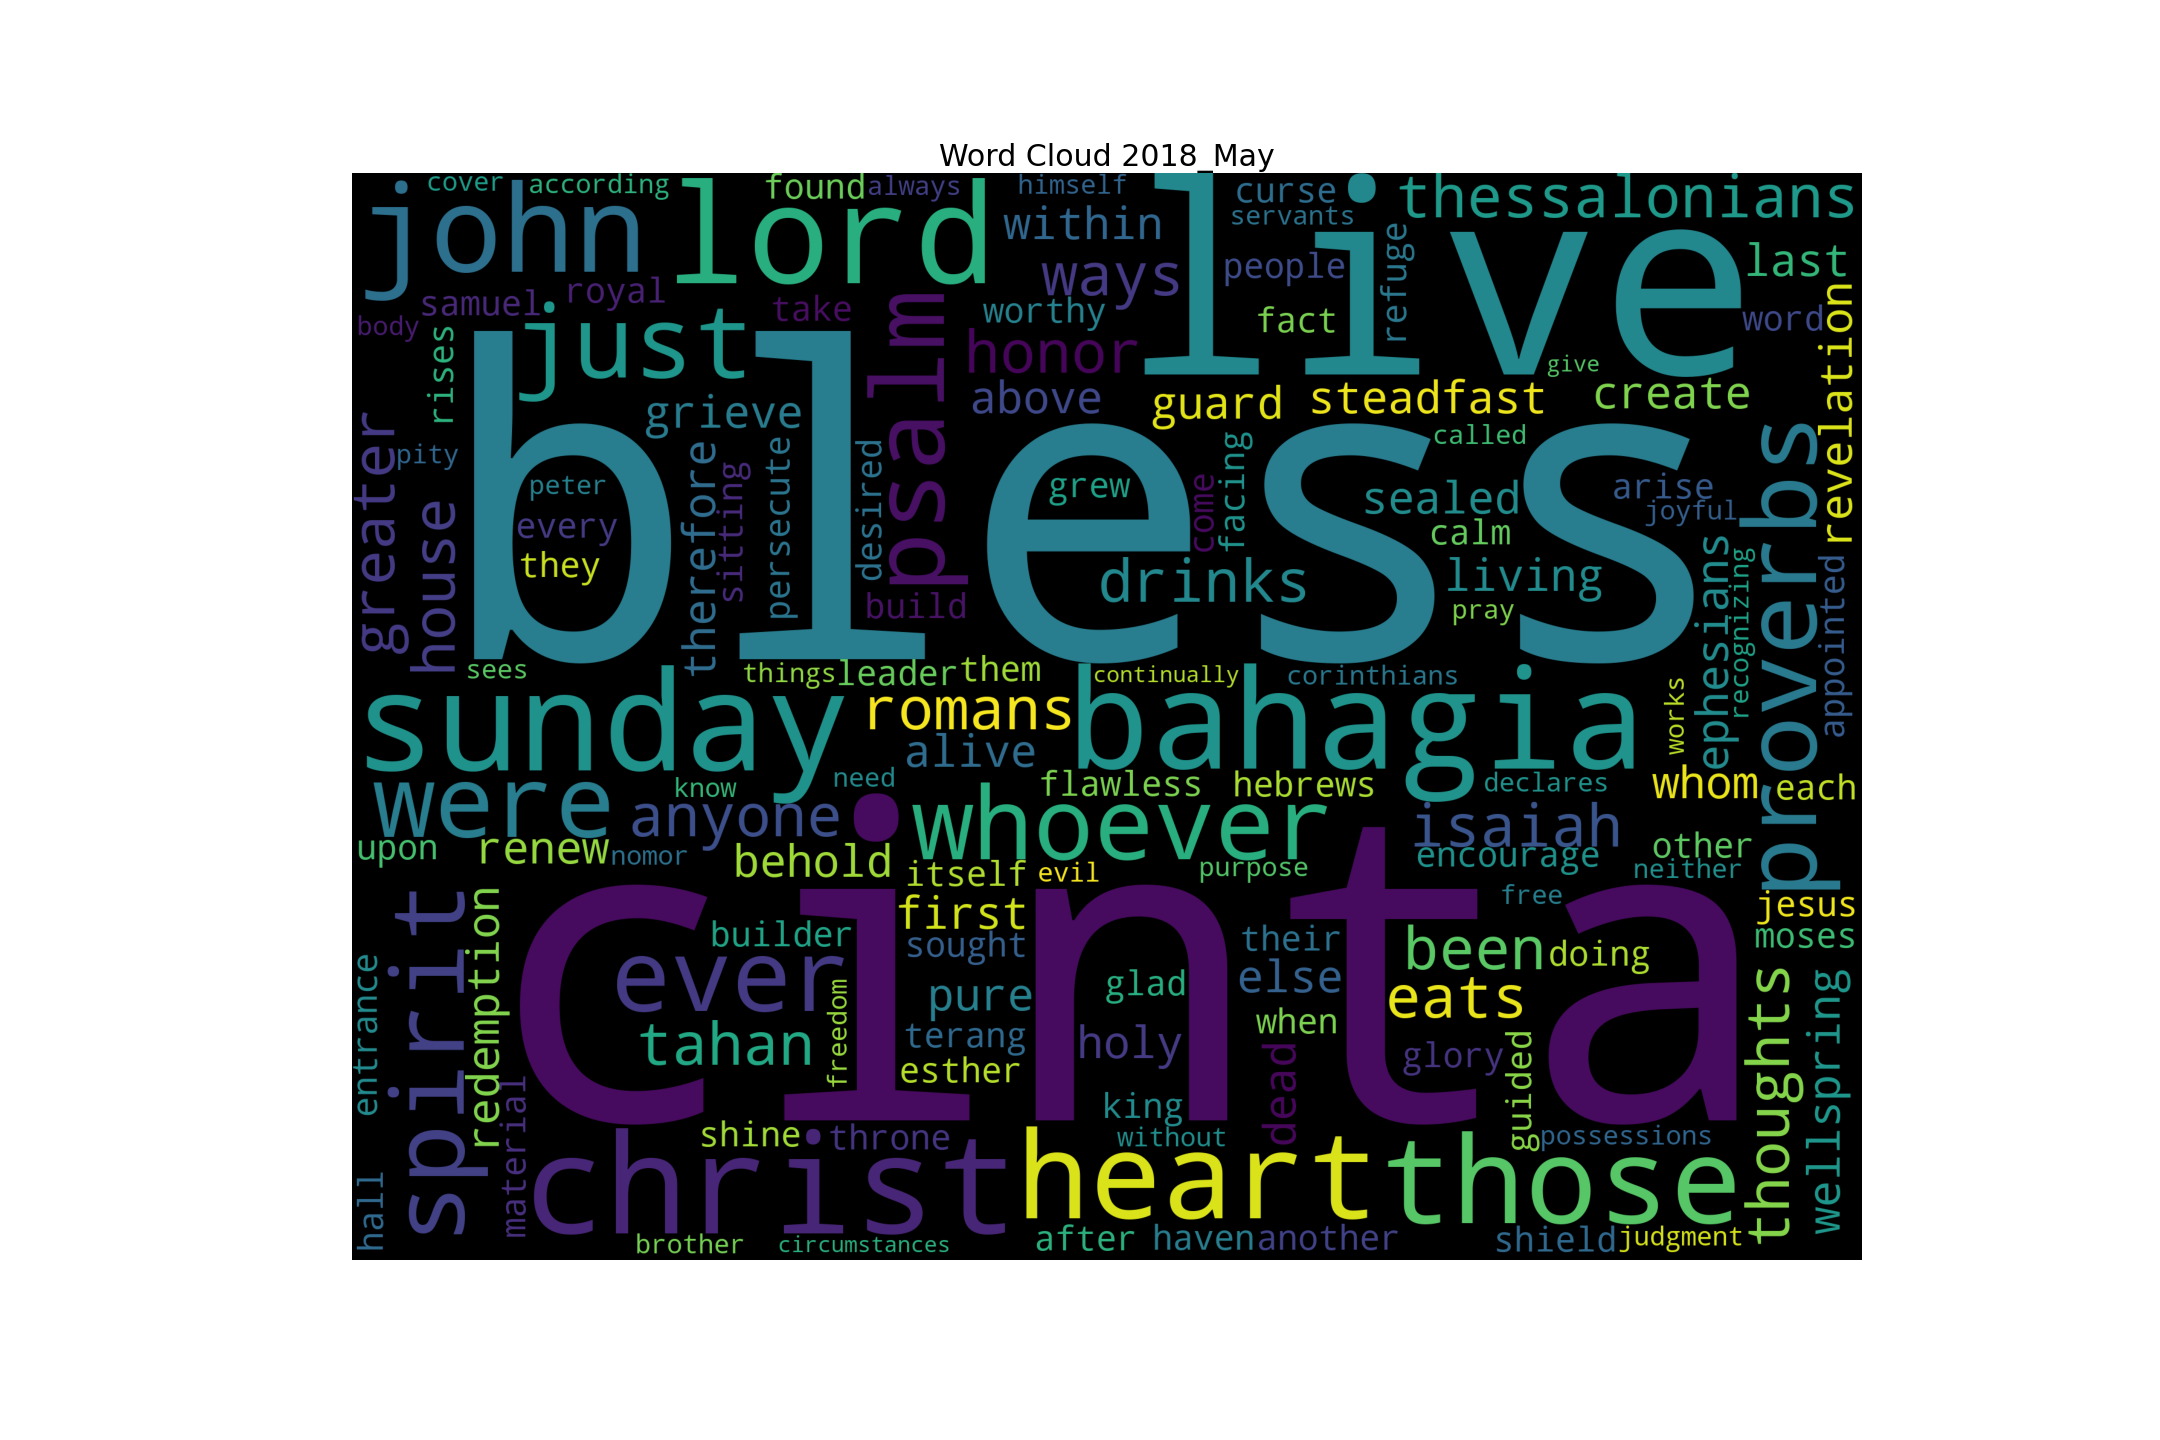 Word Cloud 2018_May
cover
according
found
always
himself
curse
thessalonians
john
lord
live
servants
within
people
refuge
last
ways
samuel
royal
take
psalm
worthy
fact
word
revelation
body
rises
just
honor
give
above
guard
steadfast
create
greater
grieve
called
pity
house
bless
peter
every
they
therefore
sitting
persecute
desired
grew
come
facing
sealed
arise
joyful
proverbs
calm
build
drinks
living
pray
ephesians
recognizing
appointed
sees
things
leader
them
continually
corinthians
sunday
romans
bahagia
works
alive
were
know
need
flawless
hebrews
declares
whom
each
anyone
whoever
isaiah
upon
renew
nomor
behold
itself
evil
purpose
encourage
other
neither
spirit
redemption
cinta
first
free
jesus
builder
sought
their
been
doing
moses
entrance
ever
freedom
pure
glad
else
eats
thoughts
wellspring
tahan
terang
holy
when
glory
guided
esther
dead
king
material
shine
throne
without
possessions
hall
christ
heart
those
brother
circumstances
after
haven
another
shield
judgment